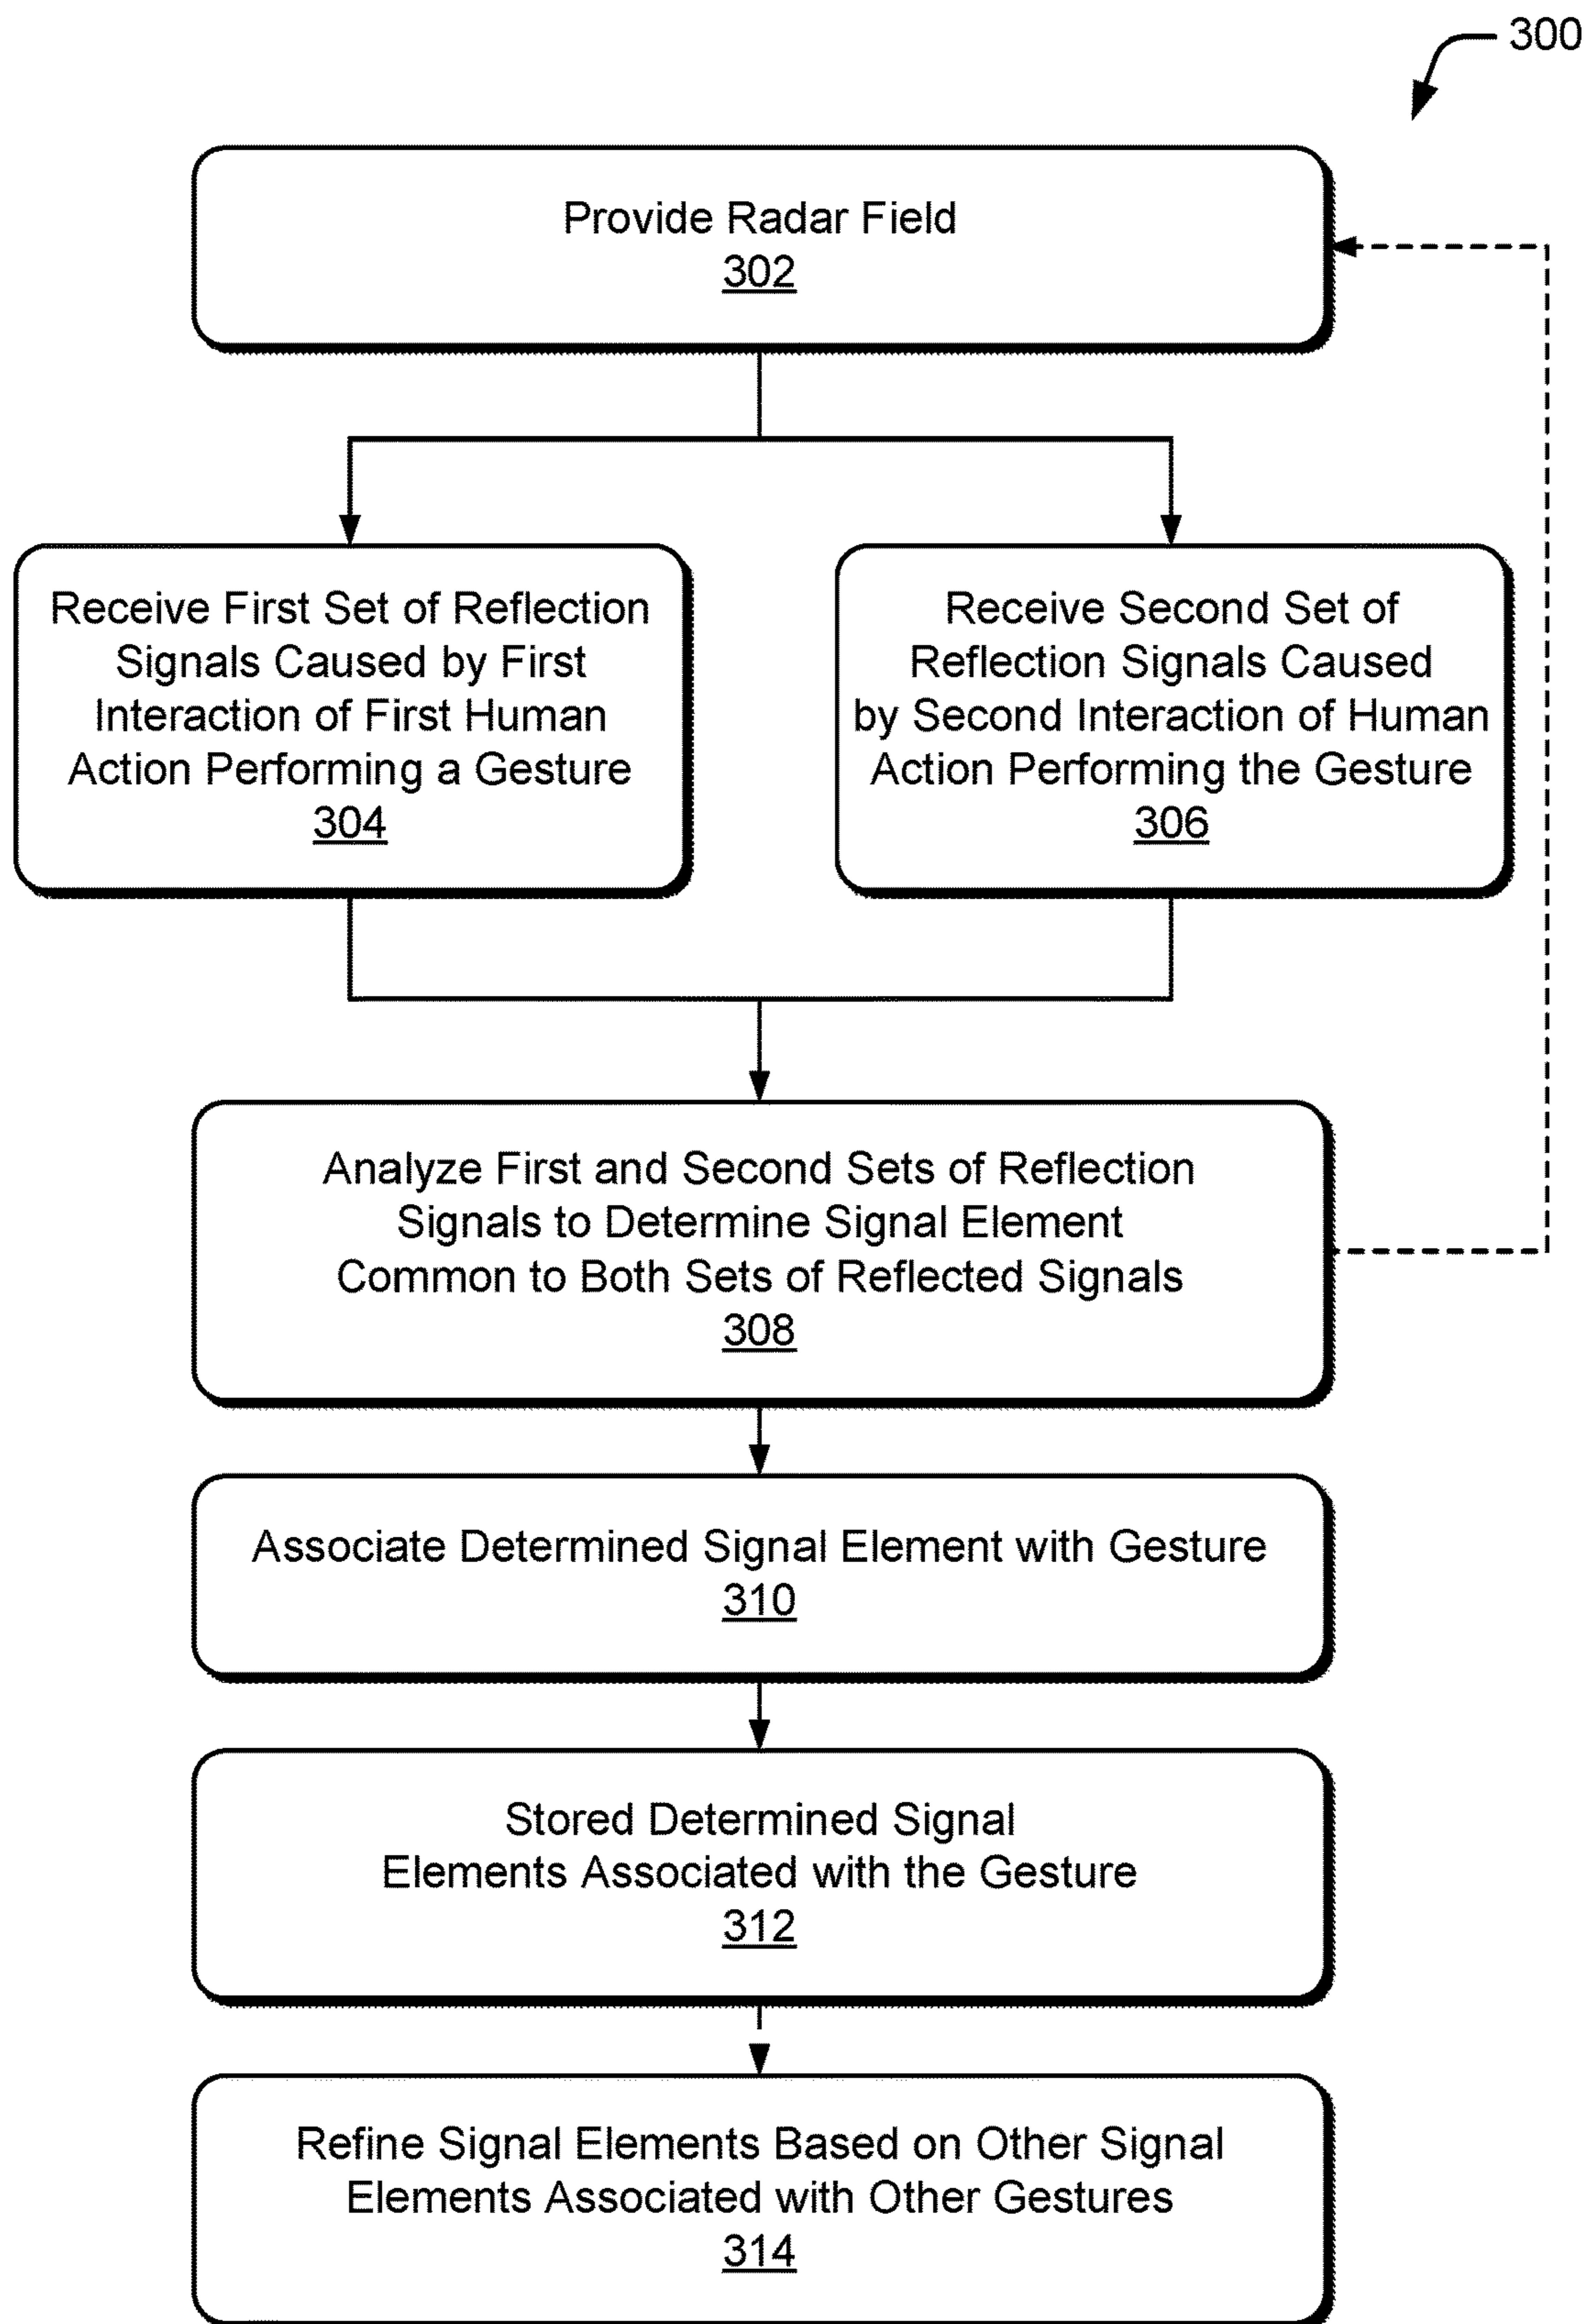 300
Provide Radar Field
302
Receive First Set of Reflection
Signals Caused by First
Interaction of First Human
Action Performing a Gesture
304
Receive Second Set of
Reflection Signals Caused
by Second Interaction of Human
Action Performing the Gesture
306
Analyze First and Second Sets of Reflection
Signals to Determine Signal Element
Common to Both Sets of Reflected Signals
308
Associate Determined Signal Element with Gesture
310
Stored Determined Signal
Elements Associated with the Gesture
312
Refine Signal Elements Based on Other Signal
Elements Associated with Other Gestures
314